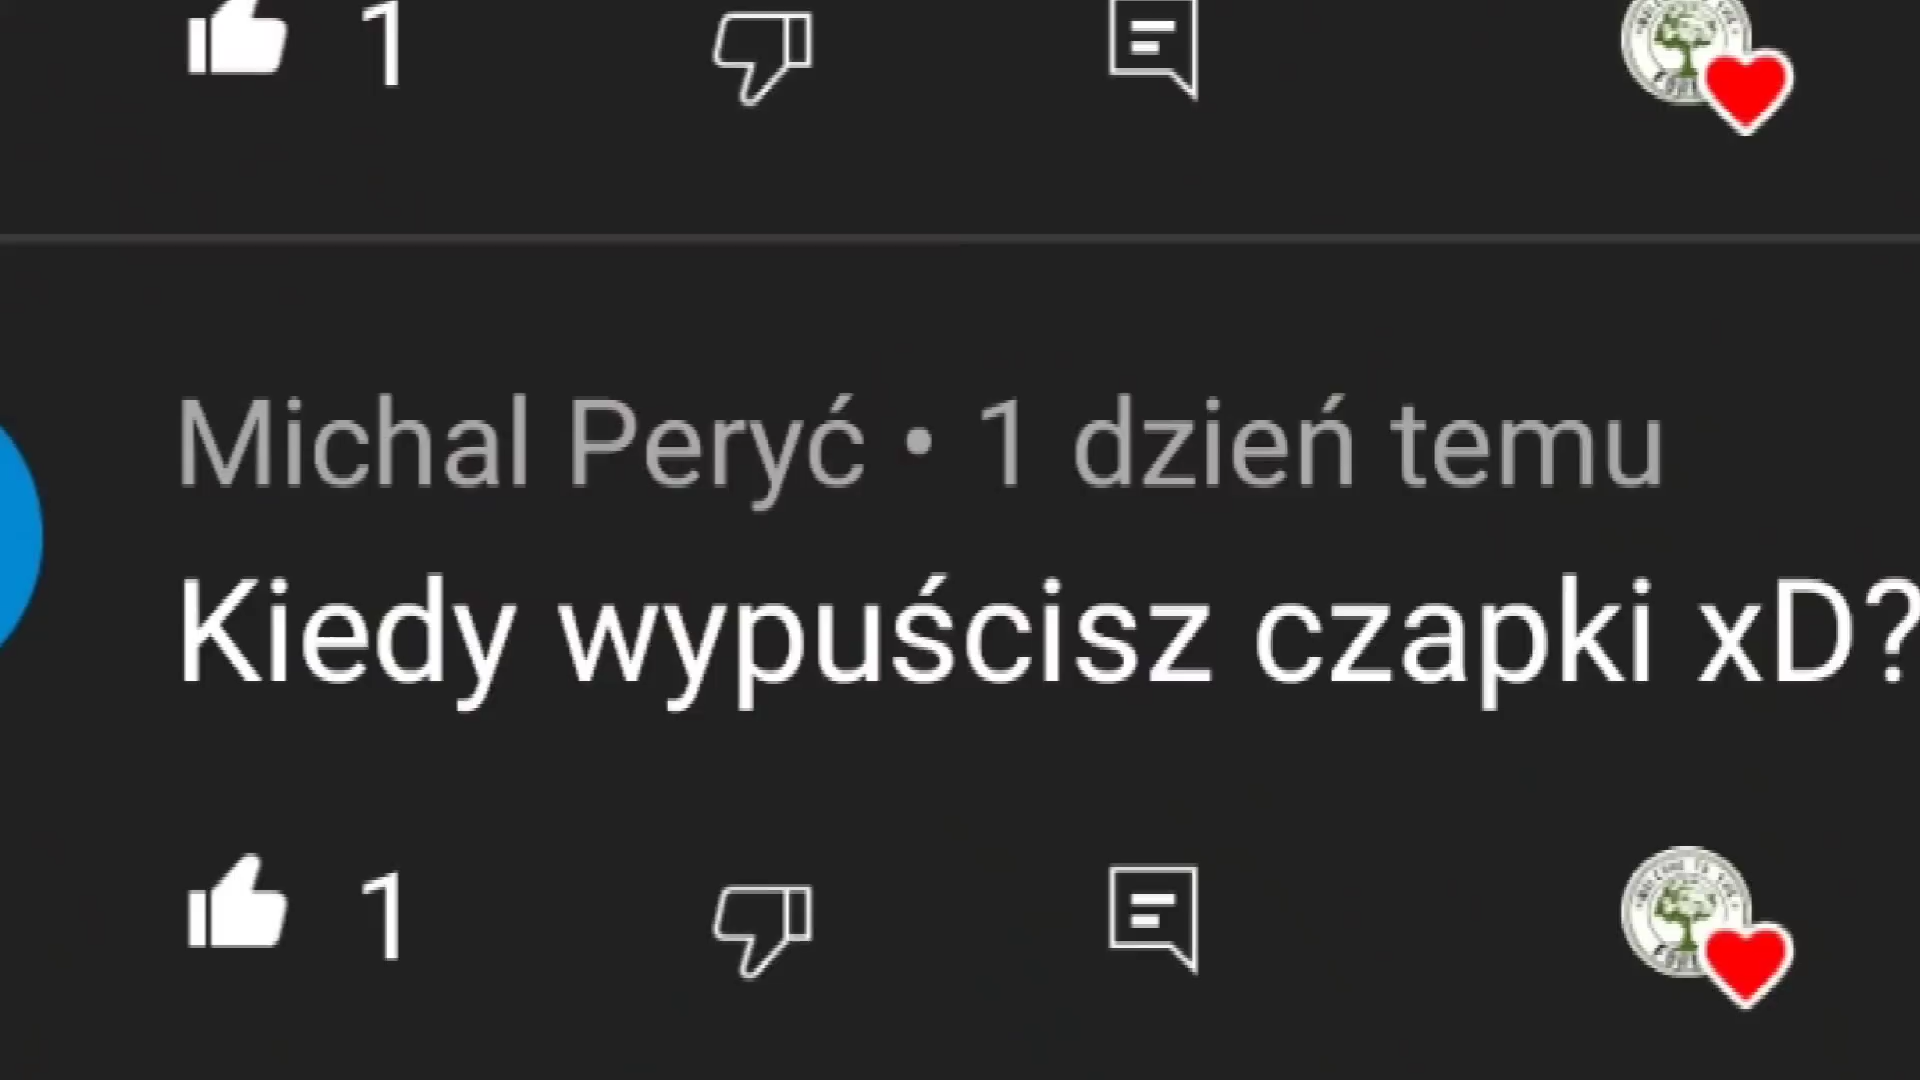 1
Michal Peryć • 1 dzień temu
Kiedy wypuścisz czapki xD?
1